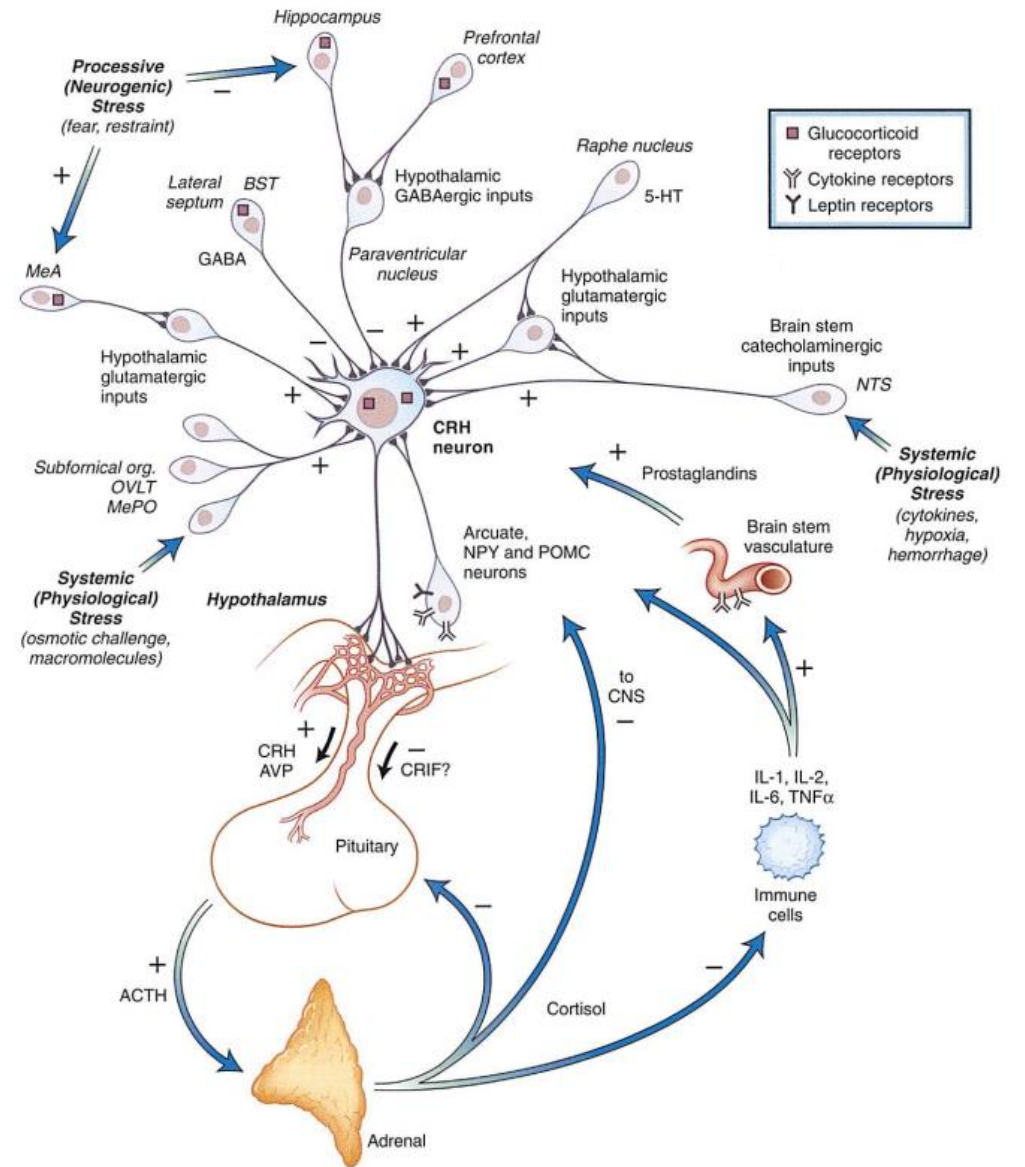 Hippocampus
Prefrontal
cortex
Processive
(Neurogenic)
Stress
(fear, restraint)
−
+
Glucocorticoid
receptors
Cytokine receptors
Leptin receptors
Raphe nucleus
5-HT
Hypothalamic
GABAergic inputs
Lateral
septum
BST
GABA
Paraventricular
nucleus
MeA
Hypothalamic
glutamatergic
inputs
Brain stem
catecholaminergic
inputs
NTS
Hypothalamic
glutamatergic
inputs
−
−
+
+
+
+
+
CRH
neuron
Subfornical org.
OVLT
MePO
Systemic
(Physiological)
Stress
(cytokines,
hypoxia,
hemorrhage)
+
Prostaglandins
Brain stem
vasculature
Arcuate,
NPY and POMC
neurons
Systemic
(Physiological)
Stress
(osmotic challenge,
macromolecules)
Hypothalamus
to
CNS
−
+
+
CRH
AVP
−
CRIF?
IL-1, IL-2,
IL-6, TNFα
Immune
cells
Pituitary
−
−
+
ACTH
Cortisol
Adrenal